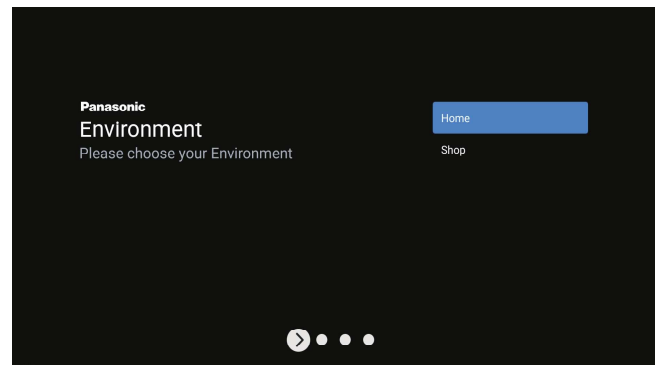 Panasonic
Environment
Please choose your Environment
Home
Shop